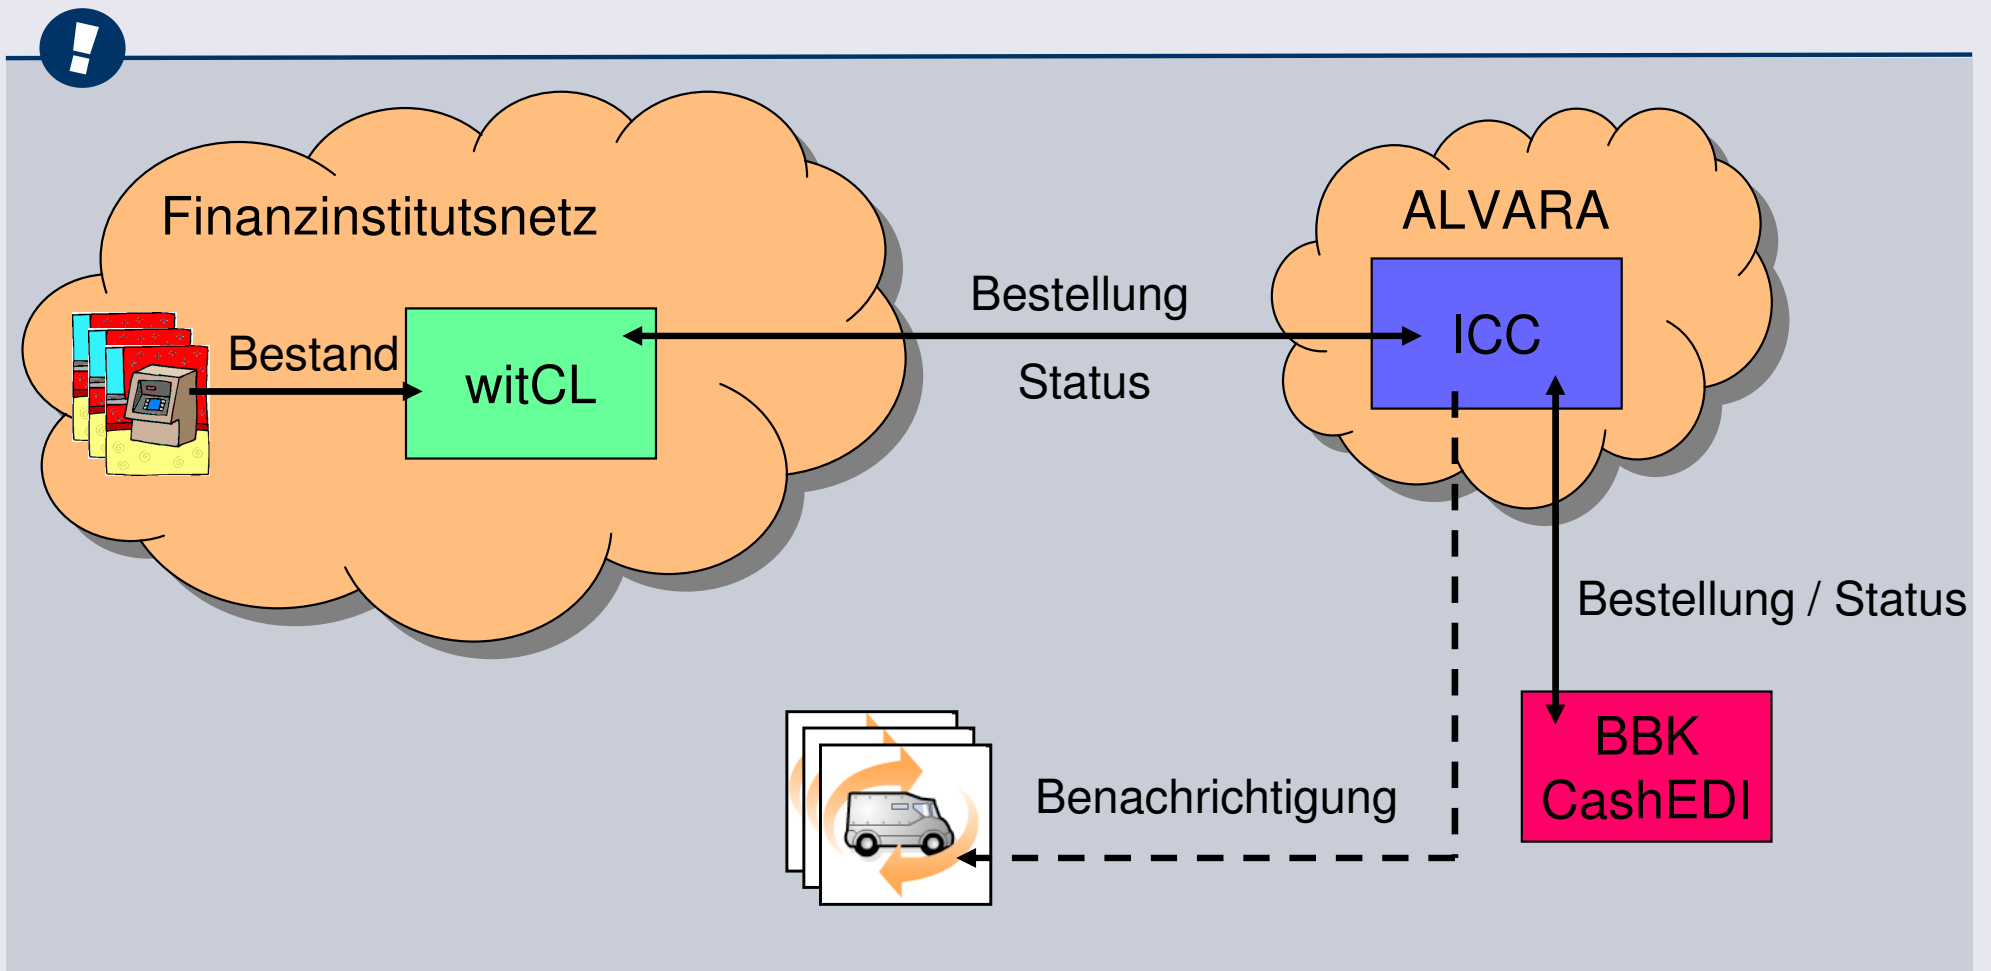 !
Finanzinstitutsnetz
ALVARA
Bestellung
ICC
Bestand
witCL
Status
Bestellung / Status
BBK
CashEDI
Benachrichtigung